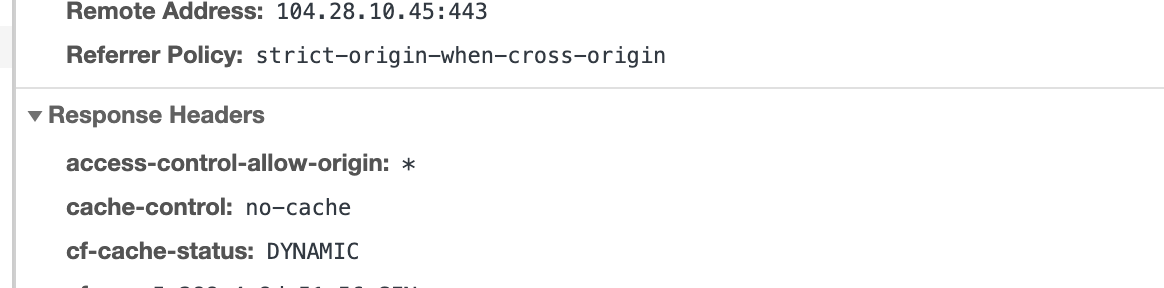 Remote Address: 104.28.10.45:443
Referrer Policy: strict-origin-when-cross-origin
Response Headers
access-control-allow-origin: *
cache-control: no-cache
cf-cache-status: DYNAMIC